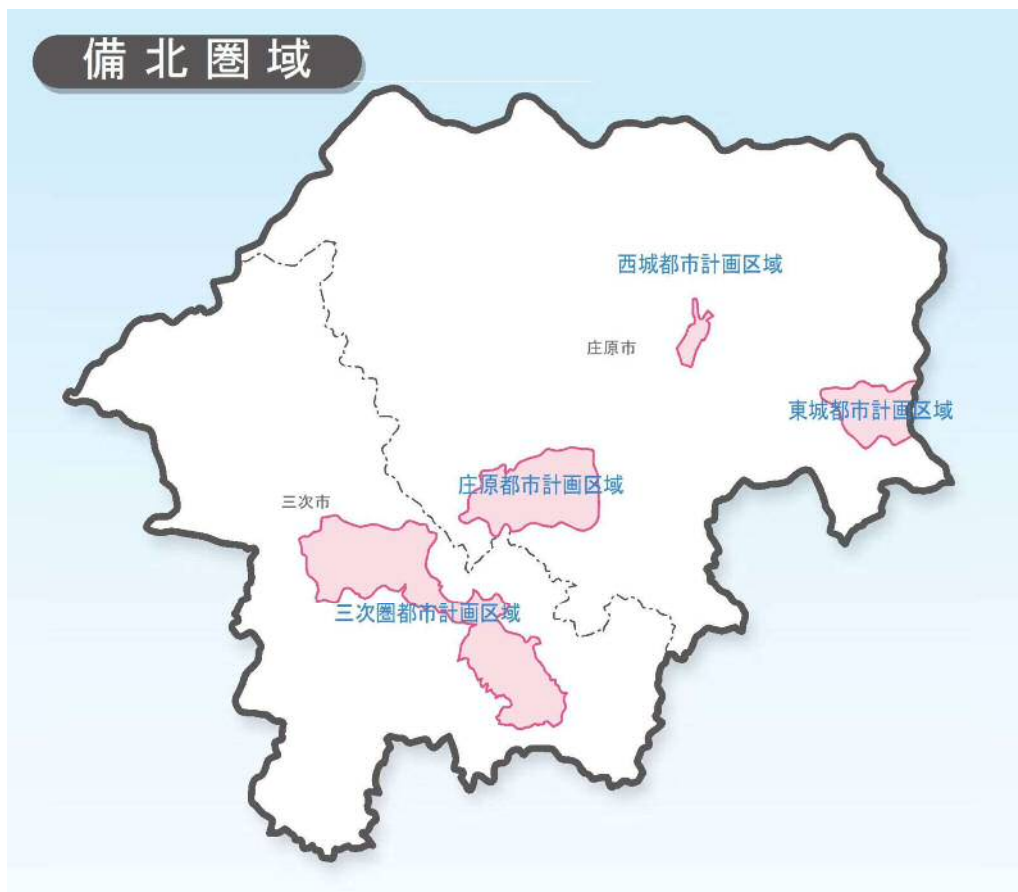 備北圏域
西城都市計画区域
庄原市
東城都市計画区域
庄原都市計画区域
三次市
三次圏都市計画区域